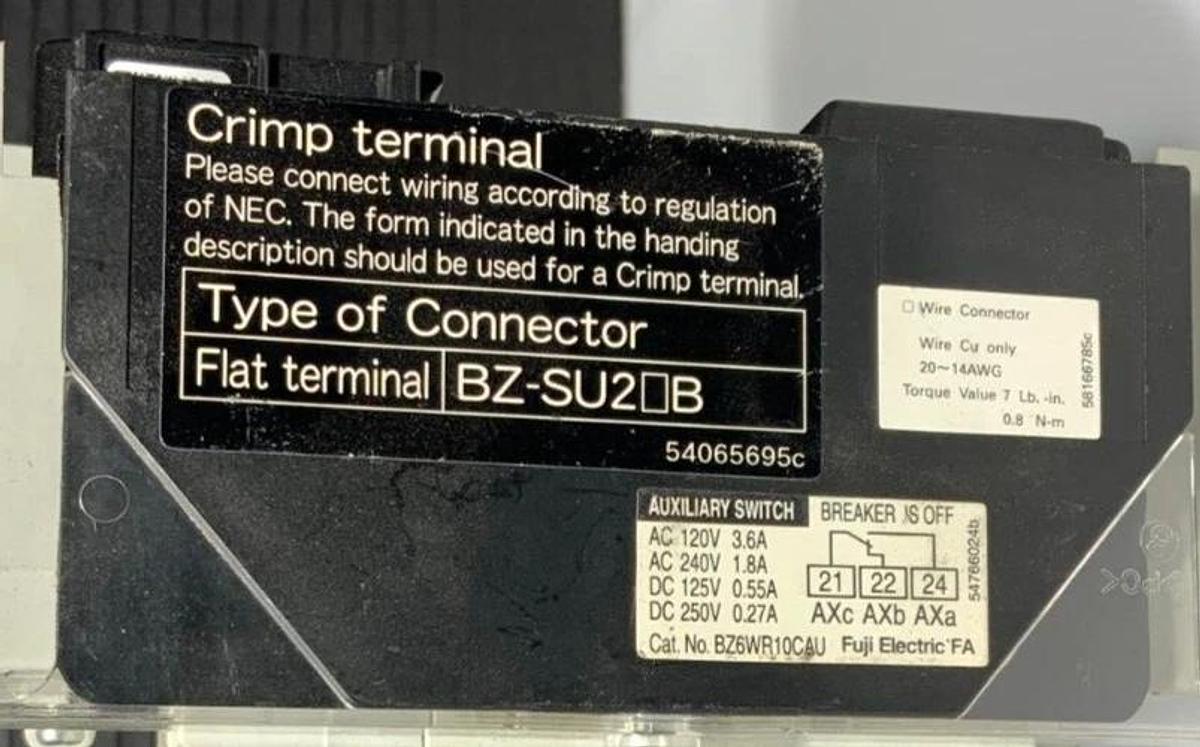 Crimp terminal
Please connect wiring according to regulation
of NEC. The form indicated in the handing
description should be used for a Crimp terminal.
Type of Connector
Flat terminal BZ-SU2□B
54065695c
□ Wire Connector
Wire Cu only
20~14AWG
Torque Value 7 Lb.-in.
0.8 N-m
58166785c
AUXILIARY SWITCH BREAKER IS OFF
AC 120V 3.6A
AC 240V 1.8A
DC 125V 0.55A
DC 250V 0.27A
21 22 24
AXc AXb AXa
Cat. No. BZ6WR10CAU Fuji Electric FA
54766024b
>PC<